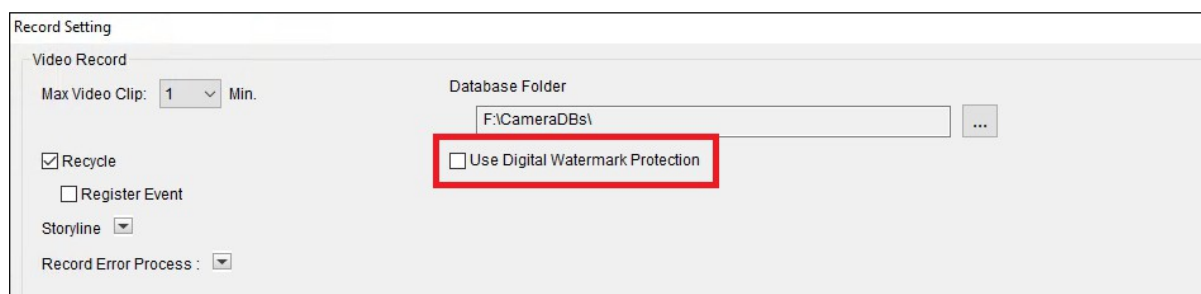 Record Setting
Video Record
Max Video Clip: 1 Min.
Database Folder
F:\CameraDBs\
...
Recycle
Use Digital Watermark Protection
Register Event
Storyline
Record Error Process :